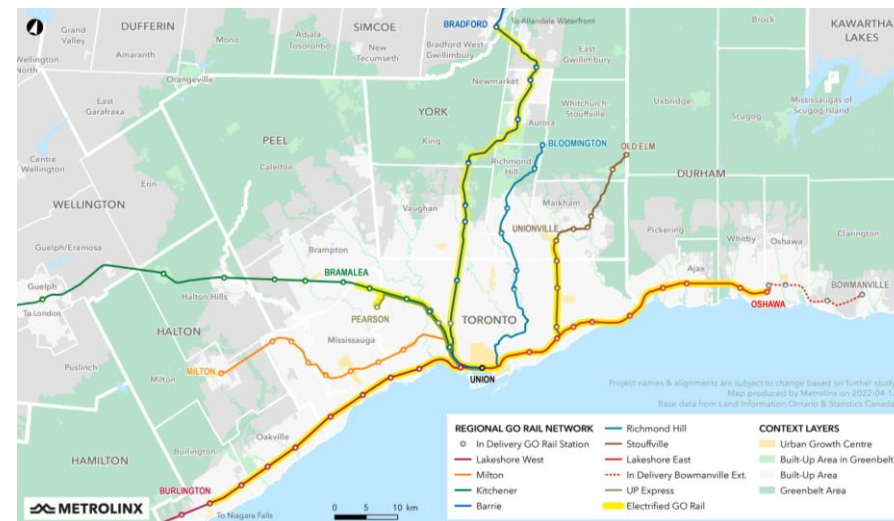 DUFFERIN
SIMCOE
BRADFORD
To Allandale Waterfront
Brock
KAWARTHA
LAKES
Grand
Valley
Mono
Adjala
Tosorontio
New
Tecumseth
Bradford West
Gwillimbury
East
Gwillimbury
Amaranth
Wellington
North
Orangeville
Newmarket
Mississaugas of
Scugog Island
East
Garafraxa
YORK
Whitchurch
Stouffville
Uxbridge
Scugog
PEEL
King
Aurora
BLOOMINGTON
OLD ELM
Centre
Wellington
Caledon
Richmond
Hill
DURHAM
Erin
WELLINGTON
Vaughan
Markham
UNIONVILLE
Pickering
Whitby
Oshawa
Clarington
Guelph/Eramosa
Brampton
BRAMALEA
Ajax
BOWMANVILLE
Guelph
To London
Halton Hills
PEARSON
TORONTO
OSHAWA
HALTON
Mississauga
Puslinch
MILTON
Milton
UNION
Project names & alignments are subject to change based on further study
Map produced by Metrolinx on 2022-04-12
Base data from Land Information Ontario & Statistics Canada
Oakville
Burlington
HAMILTON
BURLINGTON
To Niagara Falls
METROLINX
0 5 10 km
REGIONAL GO RAIL NETWORK
In Delivery GO Rail Station
Lakeshore West
Milton
Kitchener
Barrie
Richmond Hill
Stouffville
Lakeshore East
In Delivery Bowmanville Ext.
UP Express
Electrified GO Rail
CONTEXT LAYERS
Urban Growth Centre
Built-Up Area in Greenbelt
Built-Up Area
Greenbelt Area